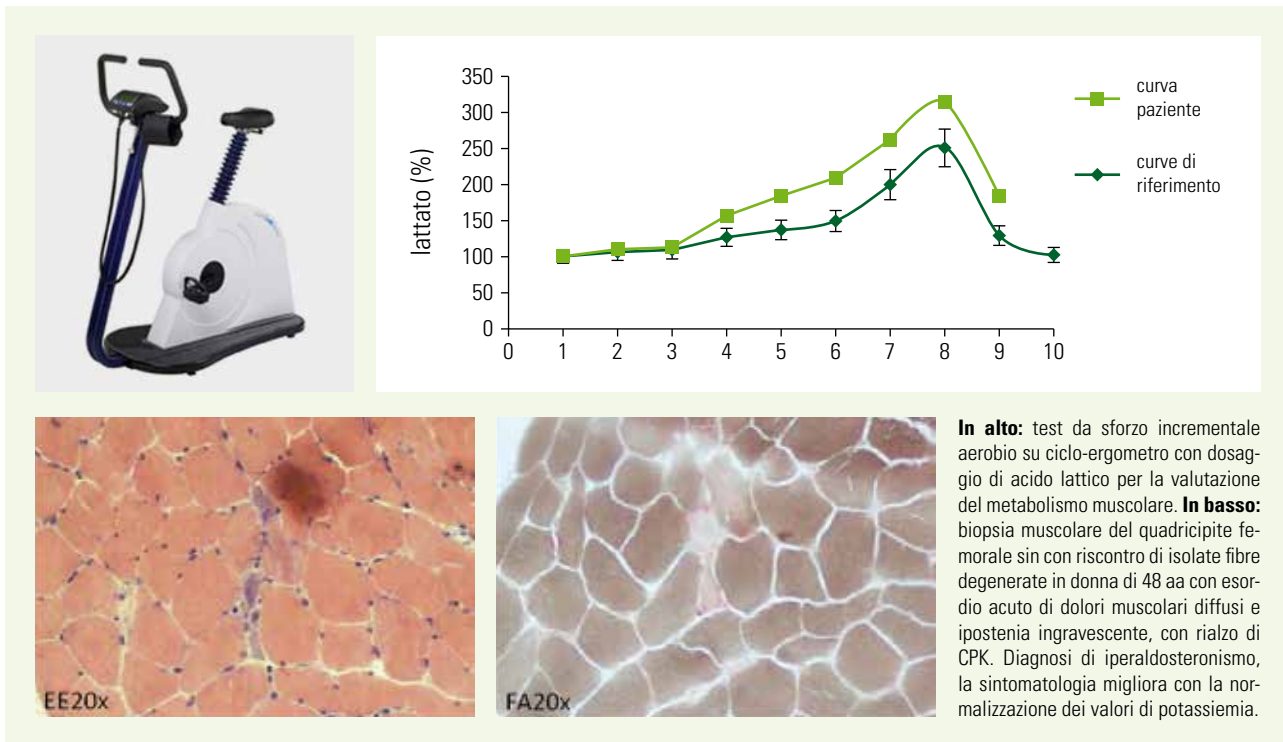 350
300
250
200
150
100
50
0
lattato (%)
0 1 2 3 4 5 6 7 8 9 10
curva
paziente
curve di
riferimento
EE20x
FA20x
In alto: test da sforzo incrementale
aerobio su ciclo-ergometro con dosag-
gio di acido lattico per la valutazione
del metabolismo muscolare. In basso:
biopsia muscolare del quadricipite fe-
morale sin con riscontro di isolate fibre
degenerate in donna di 48 aa con esor-
dio acuto di dolori muscolari diffusi e
ipostenia ingravescente, con rialzo di
CPK. Diagnosi di iperaldosteronismo,
la sintomatologia migliora con la nor-
malizzazione dei valori di potassiemia.